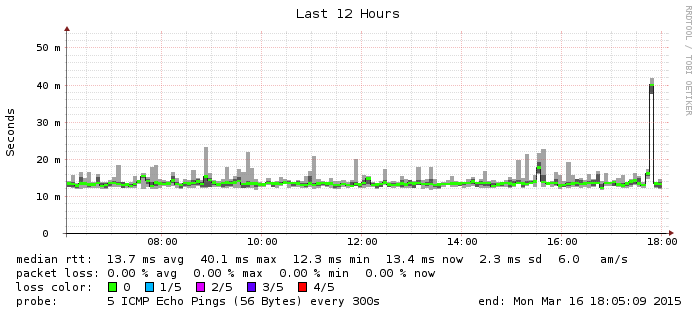 Last 12 Hours
RRDTOOL / TOBI OETIKER
Seconds
50 m
40 m
30 m
20 m
10 m
0
08:00 10:00 12:00 14:00 16:00 18:00
median rtt: 13.7 ms avg 40.1 ms max 12.3 ms min 13.4 ms now 2.3 ms sd 6.0 am/s
packet loss: 0.00 % avg 0.00 % max 0.00 % min 0.00 % now
loss color: 0 1/5 2/5 3/5 4/5
probe: 5 ICMP Echo Pings (56 Bytes) every 300s end: Mon Mar 16 18:05:09 2015